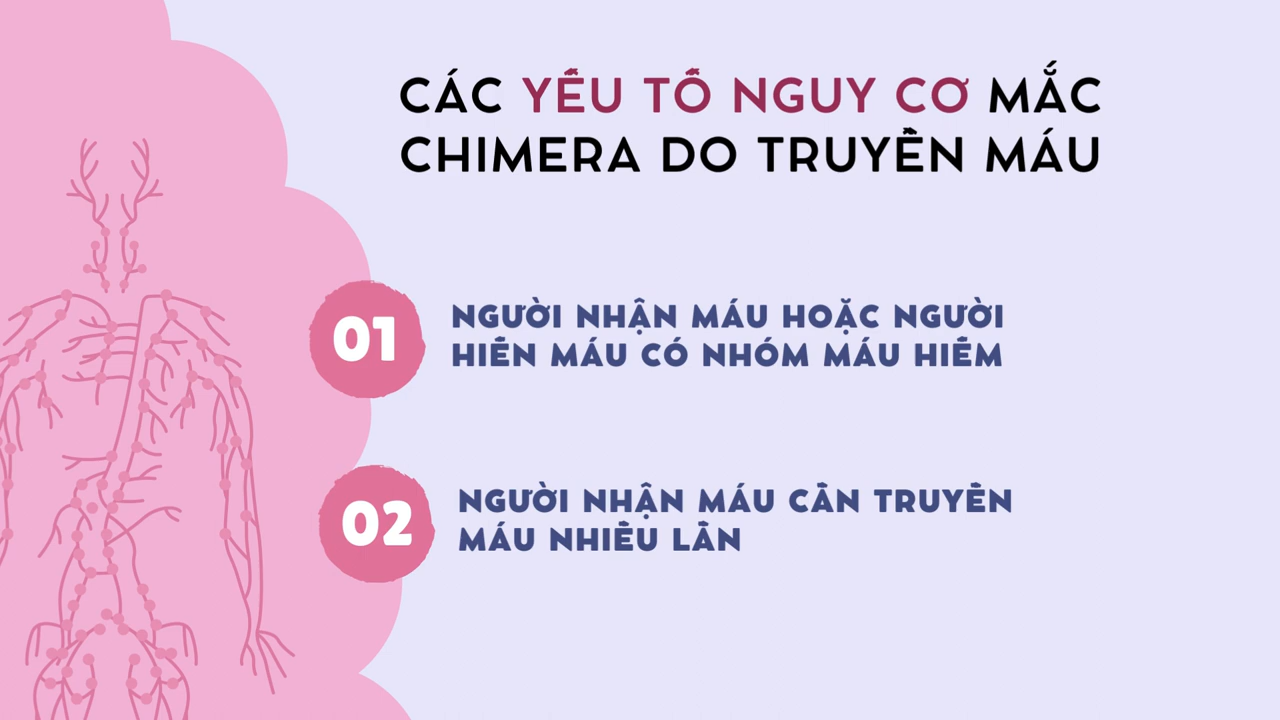 CÁC YẾU TỐ NGUY CƠ MẮC
CHIMERA DO TRUYỀN MÁU
01
NGƯỜI NHẬN MÁU HOẶC NGƯỜI
HIẾN MÁU CÓ NHÓM MÁU HIẾM
02
NGƯỜI NHẬN MÁU CẦN TRUYỀN
MÁU NHIỀU LẦN